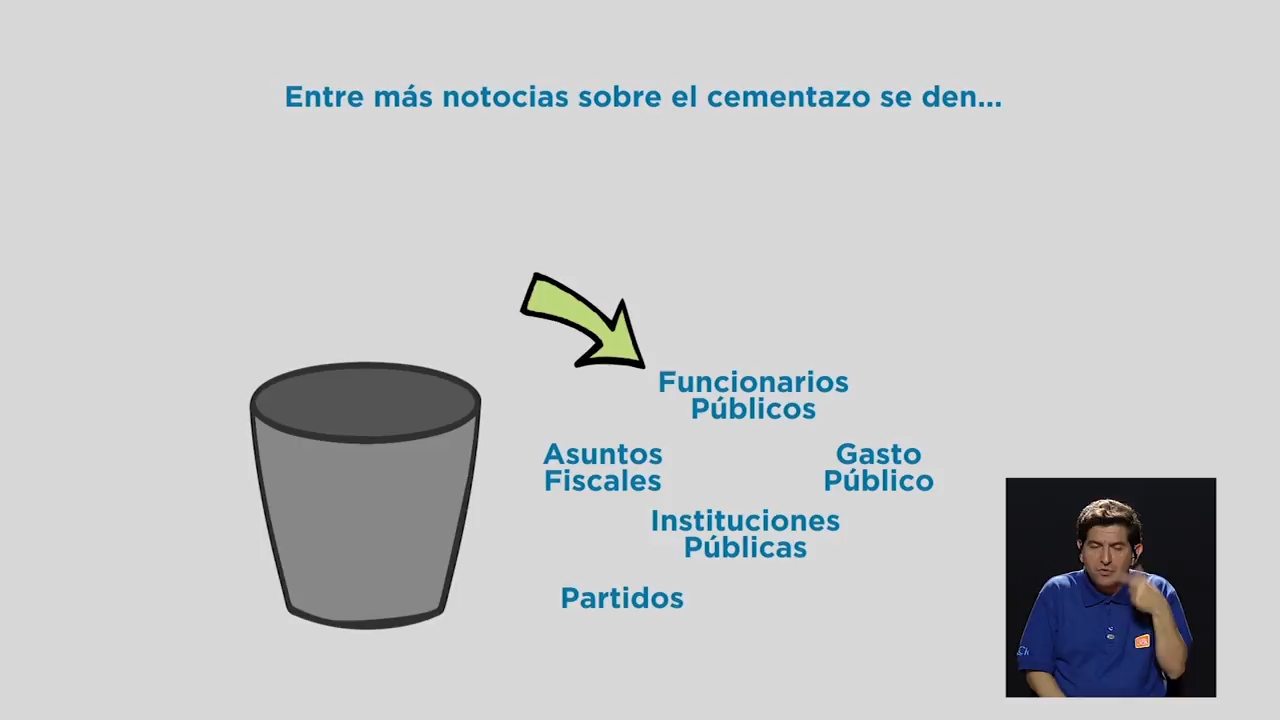 Entre más notocias sobre el cementazo se den...
Funcionarios
Públicos
Asuntos
Fiscales
Gasto
Público
Instituciones
Públicas
Partidos